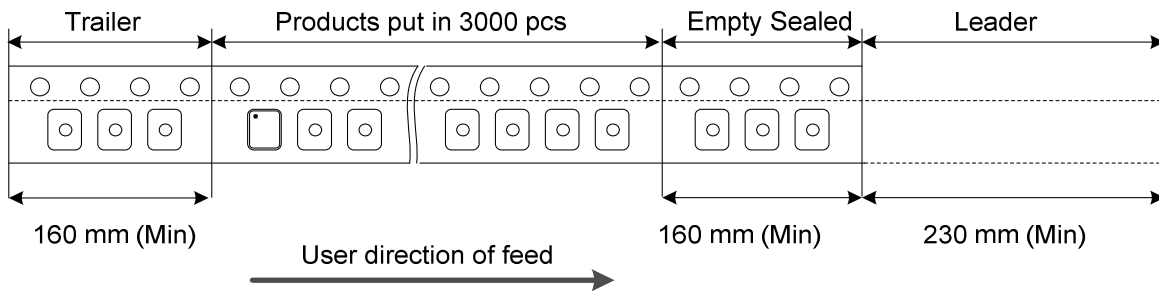 Trailer
Products put in 3000 pcs
Empty Sealed
Leader
160 mm (Min)
160 mm (Min)
230 mm (Min)
User direction of feed